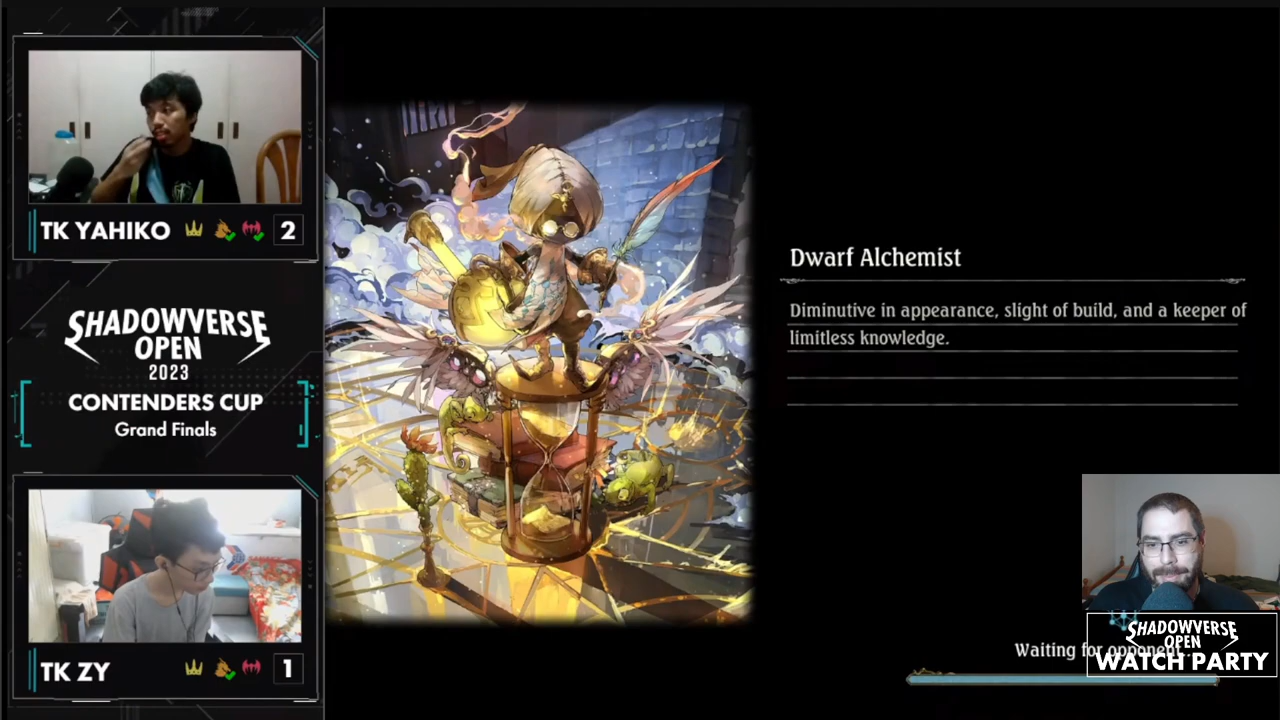 TK YAHIKO 2
SHADOWVERSE
OPEN
2023
CONTENDERS CUP
Grand Finals
TK ZY 1
Dwarf Alchemist
Diminutive in appearance, slight of build, and a keeper of
limitless knowledge.
Waiting for opponent
SHADOWVERSE
OPEN
WATCH PARTY